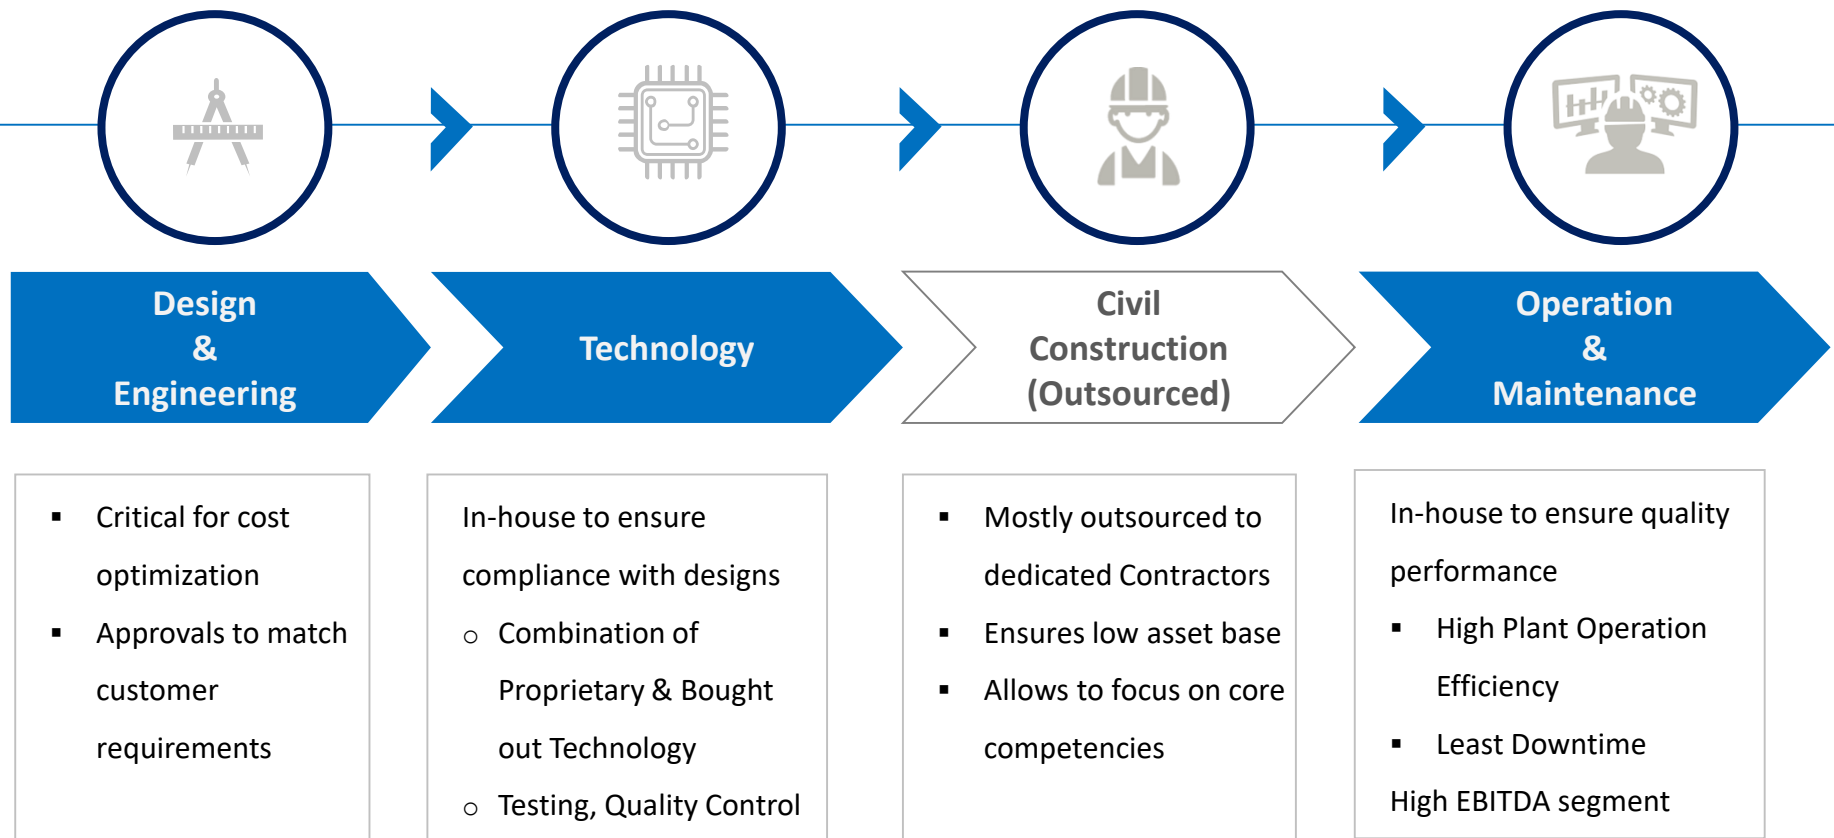 Design
&
Engineering
Technology
Civil
Construction
(Outsourced)
Operation
&
Maintenance
▪ Critical for cost
optimization
▪ Approvals to match
customer
requirements
In-house to ensure
compliance with designs
o Combination of
Proprietary & Bought
out Technology
o Testing, Quality Control
▪ Mostly outsourced to
dedicated Contractors
▪ Ensures low asset base
▪ Allows to focus on core
competencies
In-house to ensure quality
performance
▪ High Plant Operation
Efficiency
▪ Least Downtime
High EBITDA segment